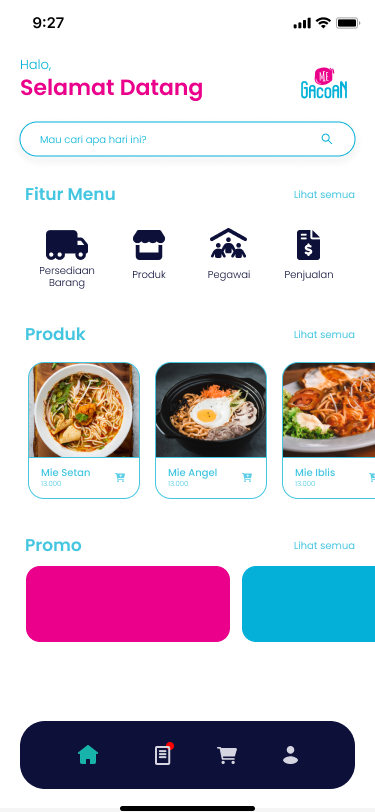 9:27
Halo,
Selamat Datang
MIE
GACOAN
Mau cari apa hari ini?
Fitur Menu
Lihat semua
Persediaan
Barang
Produk
Pegawai
Penjualan
Produk
Lihat semua
Mie Setan
13.000
Mie Angel
13.000
Mie Iblis
13.000
Promo
Lihat semua